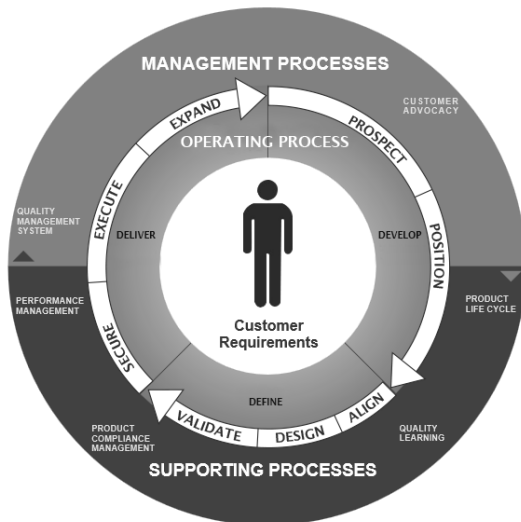 MANAGEMENT PROCESSES
CUSTOMER
ADVOCACY
EXPAND
PROSPECT
OPERATING PROCESS
EXECUTE
POSITION
QUALITY
MANAGEMENT
SYSTEM
DELIVER
DEVELOP
PERFORMANCE
MANAGEMENT
PRODUCT
LIFE CYCLE
Customer
Requirements
SECURE
DEFINE
ALIGN
VALIDATE
DESIGN
PRODUCT
COMPLIANCE
MANAGEMENT
QUALITY
LEARNING
SUPPORTING PROCESSES